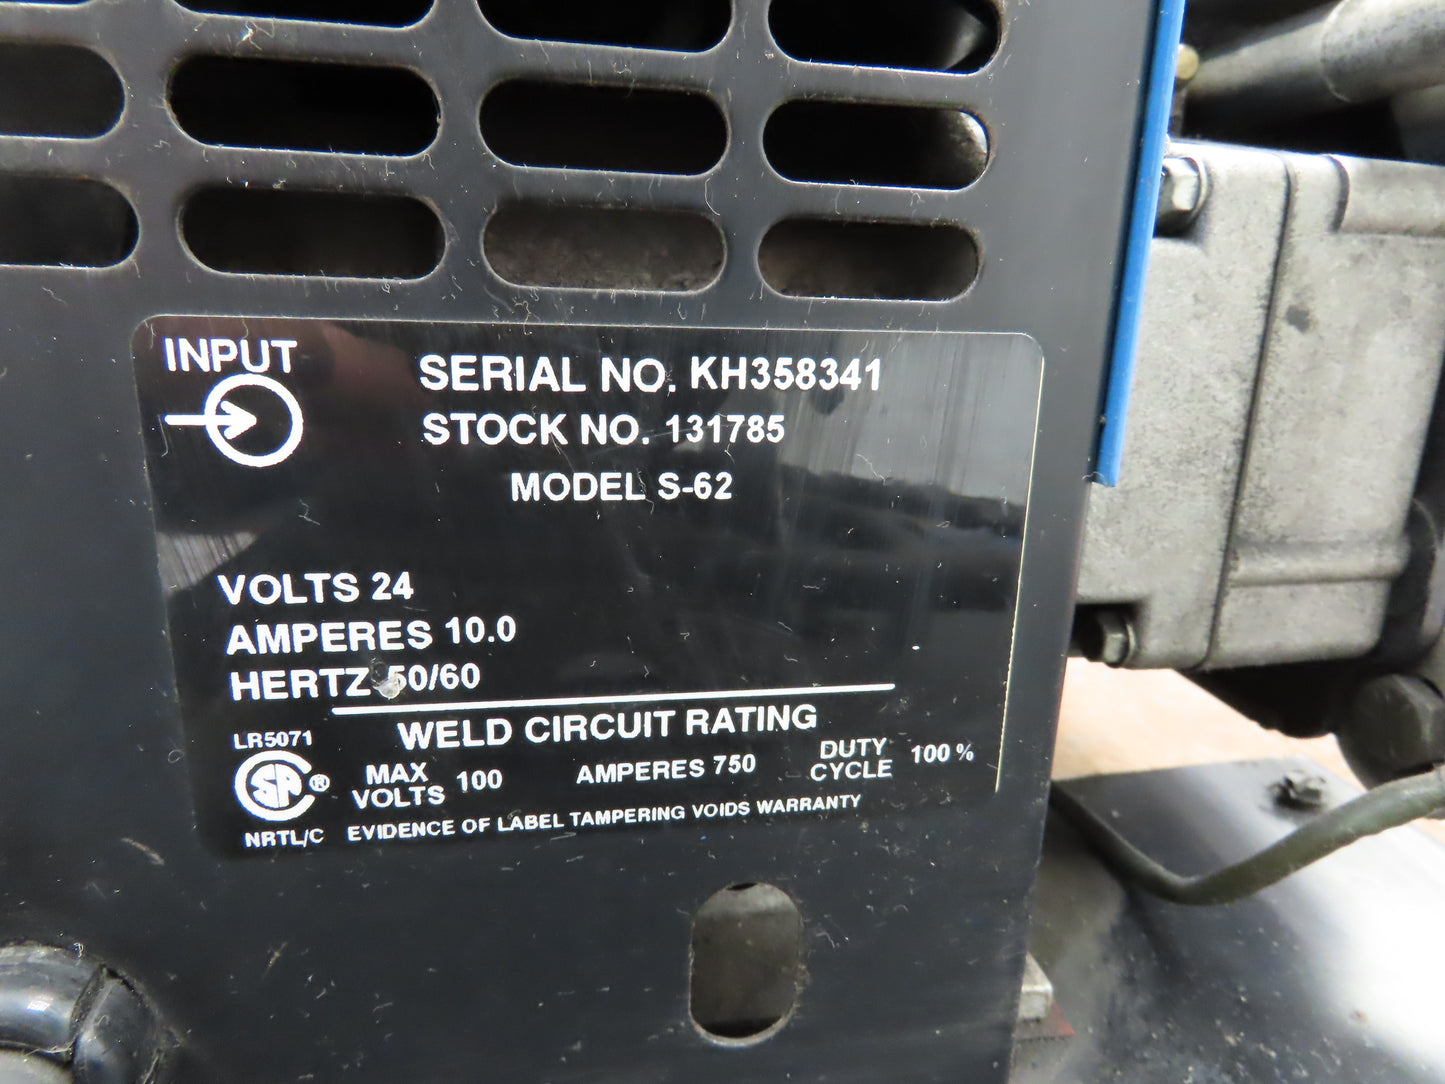 INPUT
SERIAL NO. KH358341
STOCK NO. 131785
MODEL S-62
VOLTS 24
AMPERES 10.0
HERTZ 50/60
WELD CIRCUIT RATING
LR5071
SA ®
NRTL/C
MAX VOLTS 100
AMPERES 750
DUTY CYCLE 100 %
EVIDENCE OF LABEL TAMPERING VOIDS WARRANTY